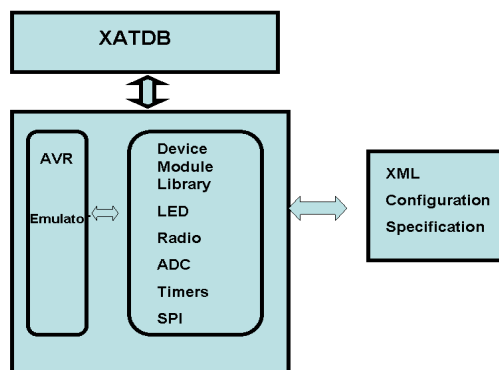 XATDB
AVR
Emulato
Device
Module
Library
LED
Radio
ADC
Timers
SPI
XML
Configuration
Specification